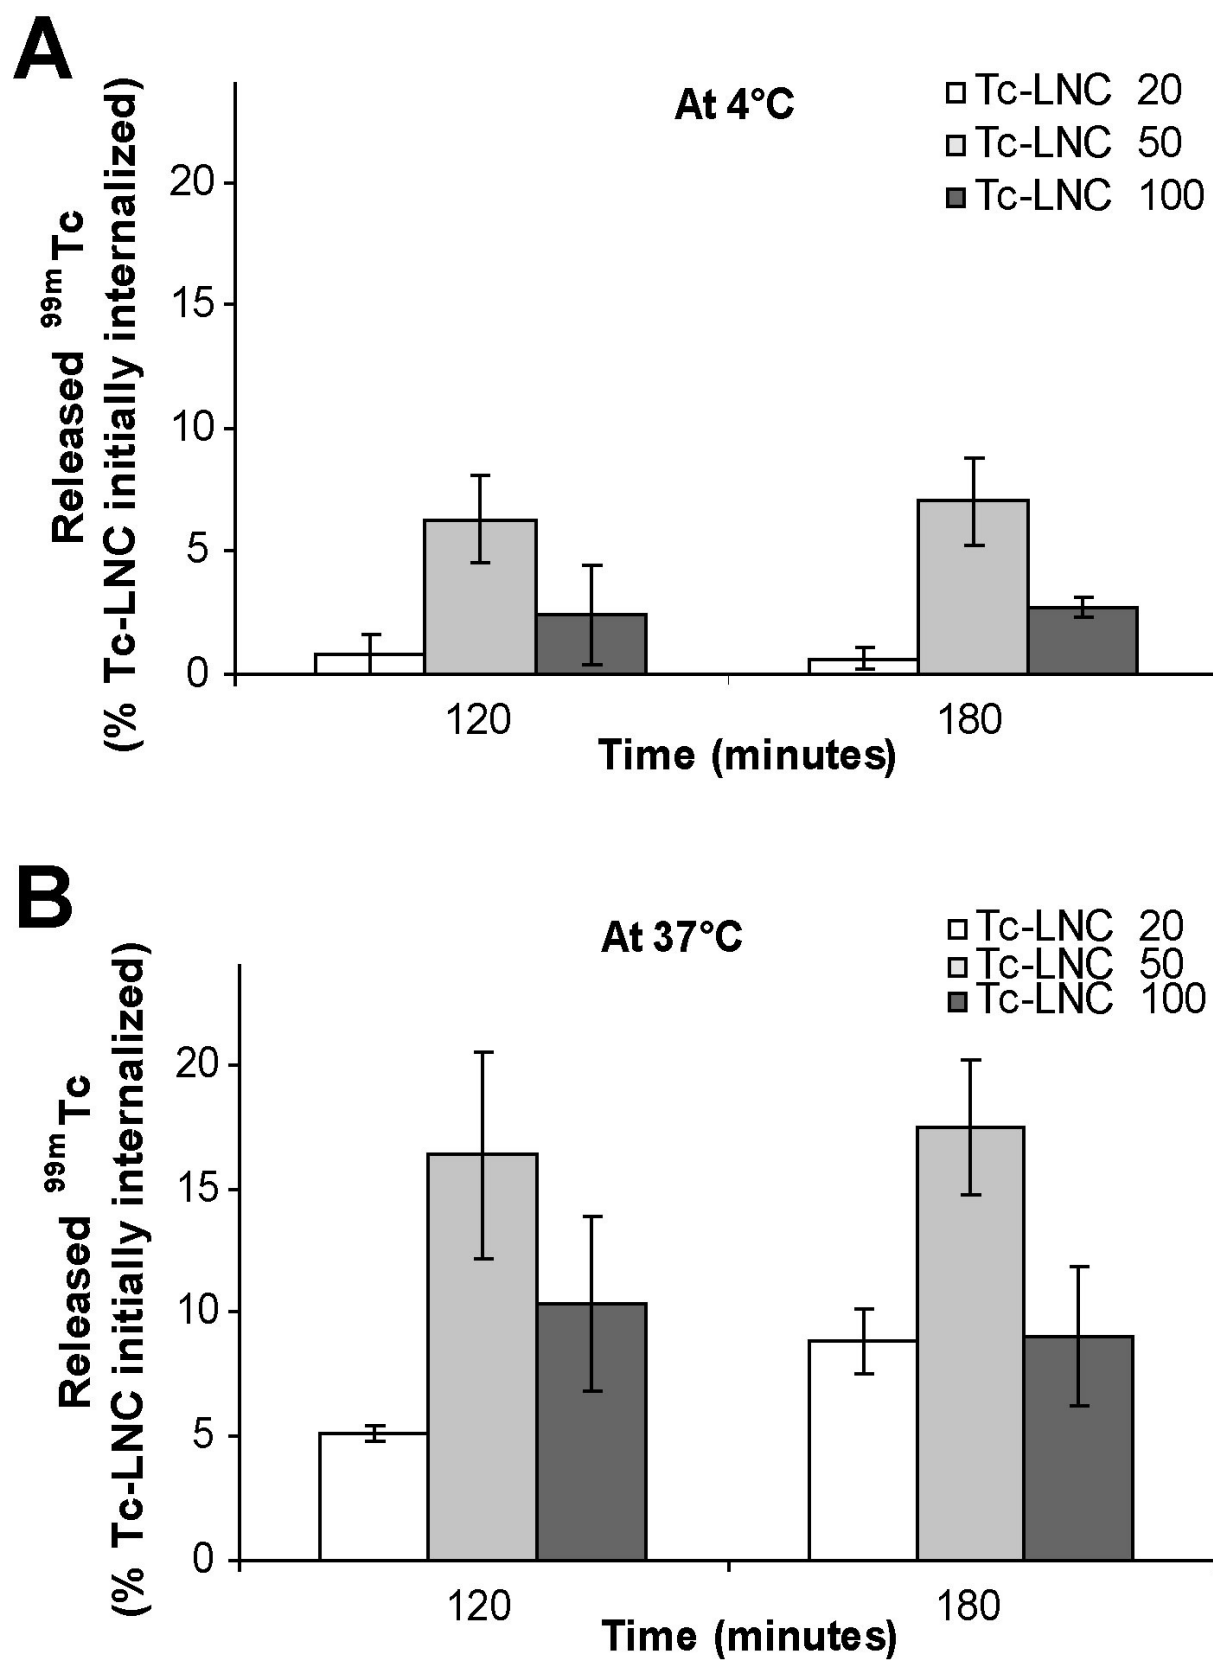 A
At 4°C
Tc-LNC 20
Tc-LNC 50
Tc-LNC 100
Released 99mTc
(% Tc-LNC initially internalized)
20
15
10
5
0
120
180
Time (minutes)
B
At 37°C
Tc-LNC 20
Tc-LNC 50
Tc-LNC 100
Released 99mTc
(% Tc-LNC initially internalized)
20
15
10
5
0
120
180
Time (minutes)